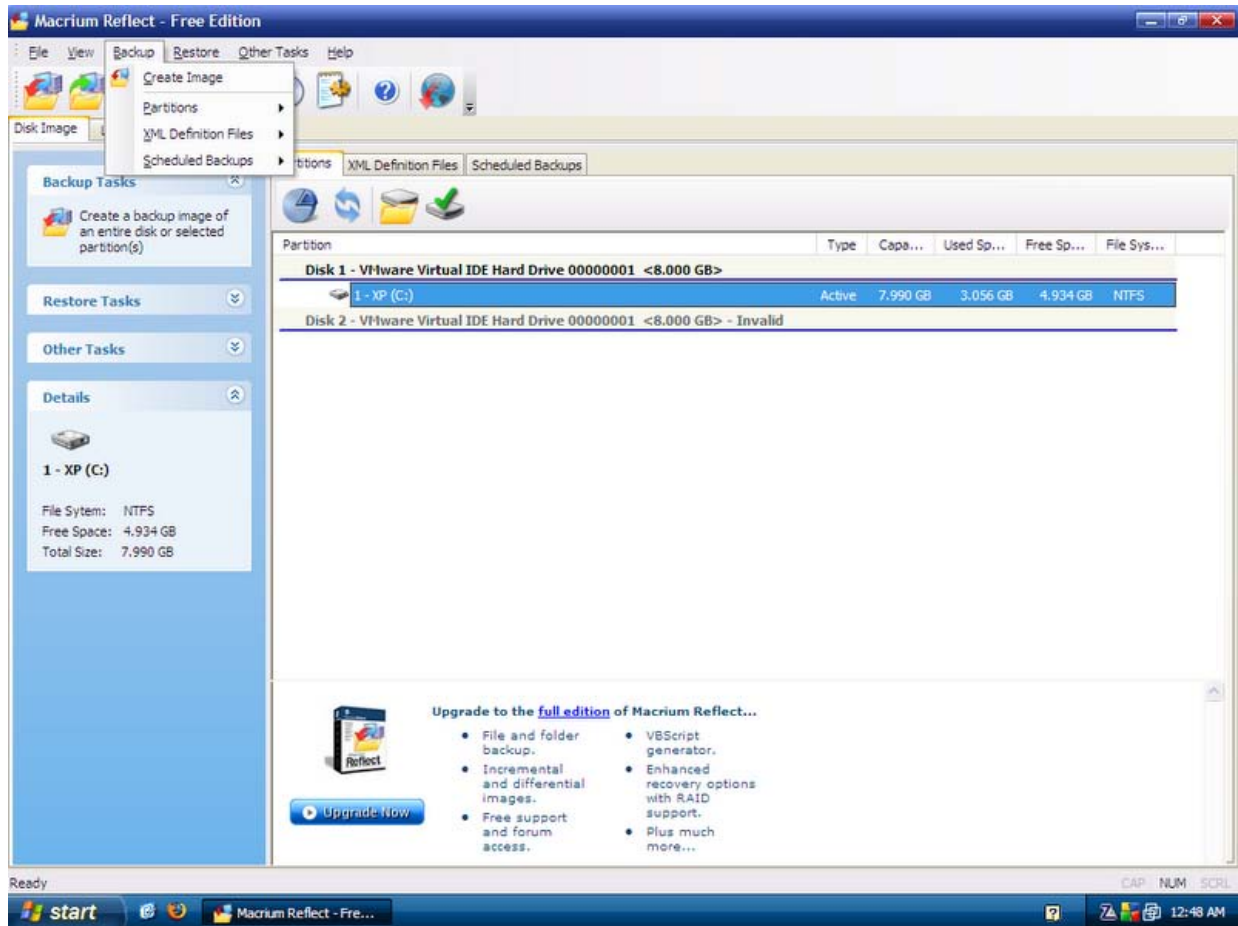 Macrium Reflect - Free Edition
File View Backup Restore Other Tasks Help
Create Image
Partitions
XML Definition Files
Scheduled Backups
Disk Image
XML Definition Files Scheduled Backups
Backup Tasks
Create a backup image of
an entire disk or selected
partition(s)
Restore Tasks
Other Tasks
Details
1 - XP (C:)
File Sytem: NTFS
Free Space: 4.934 GB
Total Size: 7.990 GB
Partition Type Capa... Used Sp... Free Sp... File Sys...
Disk 1 - VMware Virtual IDE Hard Drive 00000001 <8.000 GB>
1 - XP (C:) Active 7.990 GB 3.056 GB 4.934 GB NTFS
Disk 2 - VMware Virtual IDE Hard Drive 00000001 <8.000 GB> - Invalid
Reflect
Upgrade Now
Upgrade to the full edition of Macrium Reflect...
• File and folder
backup.
• Incremental
and differential
images.
• Free support
and forum
access.
• VBScript
generator.
• Enhanced
recovery options
with RAID
support.
• Plus much
more...
Ready
CAP NUM SCRL
start Macrium Reflect - Fre... 12:48 AM